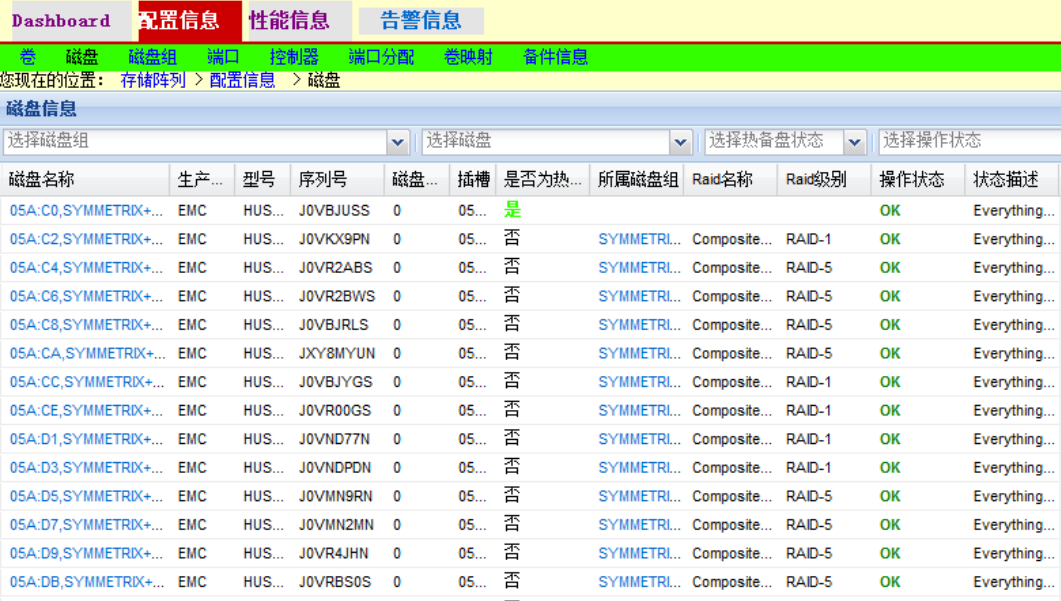 Dashboard 配置信息 性能信息 告警信息
卷 磁盘 磁盘组 端口 控制器 端口分配 卷映射 备件信息
您现在的位置： 存储阵列 > 配置信息 > 磁盘
磁盘信息
选择磁盘组 选择磁盘 选择热备盘状态 选择操作状态
磁盘名称 生产... 型号 序列号 磁盘... 插槽 是否为热... 所属磁盘组 Raid名称 Raid级别 操作状态 状态描述
05A:C0,SYMMETRIX+... EMC HUS... J0VBJUSS 0 05... 是 OK Everything...
05A:C2,SYMMETRIX+... EMC HUS... J0VKX9PN 0 05... 否 SYMMETRI... Composite... RAID-1 OK Everything...
05A:C4,SYMMETRIX+... EMC HUS... J0VR2ABS 0 05... 否 SYMMETRI... Composite... RAID-5 OK Everything...
05A:C6,SYMMETRIX+... EMC HUS... J0VR2BWS 0 05... 否 SYMMETRI... Composite... RAID-5 OK Everything...
05A:C8,SYMMETRIX+... EMC HUS... J0VBJRLS 0 05... 否 SYMMETRI... Composite... RAID-5 OK Everything...
05A:CA,SYMMETRIX+... EMC HUS... JXY8MYUN 0 05... 否 SYMMETRI... Composite... RAID-5 OK Everything...
05A:CC,SYMMETRIX+... EMC HUS... J0VBJYGS 0 05... 否 SYMMETRI... Composite... RAID-1 OK Everything...
05A:CE,SYMMETRIX+... EMC HUS... J0VR00GS 0 05... 否 SYMMETRI... Composite... RAID-1 OK Everything...
05A:D1,SYMMETRIX+... EMC HUS... J0VND77N 0 05... 否 SYMMETRI... Composite... RAID-1 OK Everything...
05A:D3,SYMMETRIX+... EMC HUS... J0VNDPDN 0 05... 否 SYMMETRI... Composite... RAID-1 OK Everything...
05A:D5,SYMMETRIX+... EMC HUS... J0VMN9RN 0 05... 否 SYMMETRI... Composite... RAID-5 OK Everything...
05A:D7,SYMMETRIX+... EMC HUS... J0VMN2MN 0 05... 否 SYMMETRI... Composite... RAID-5 OK Everything...
05A:D9,SYMMETRIX+... EMC HUS... J0VR4JHN 0 05... 否 SYMMETRI... Composite... RAID-5 OK Everything...
05A:DB,SYMMETRIX+... EMC HUS... J0VRBS0S 0 05... 否 SYMMETRI... Composite... RAID-5 OK Everything...